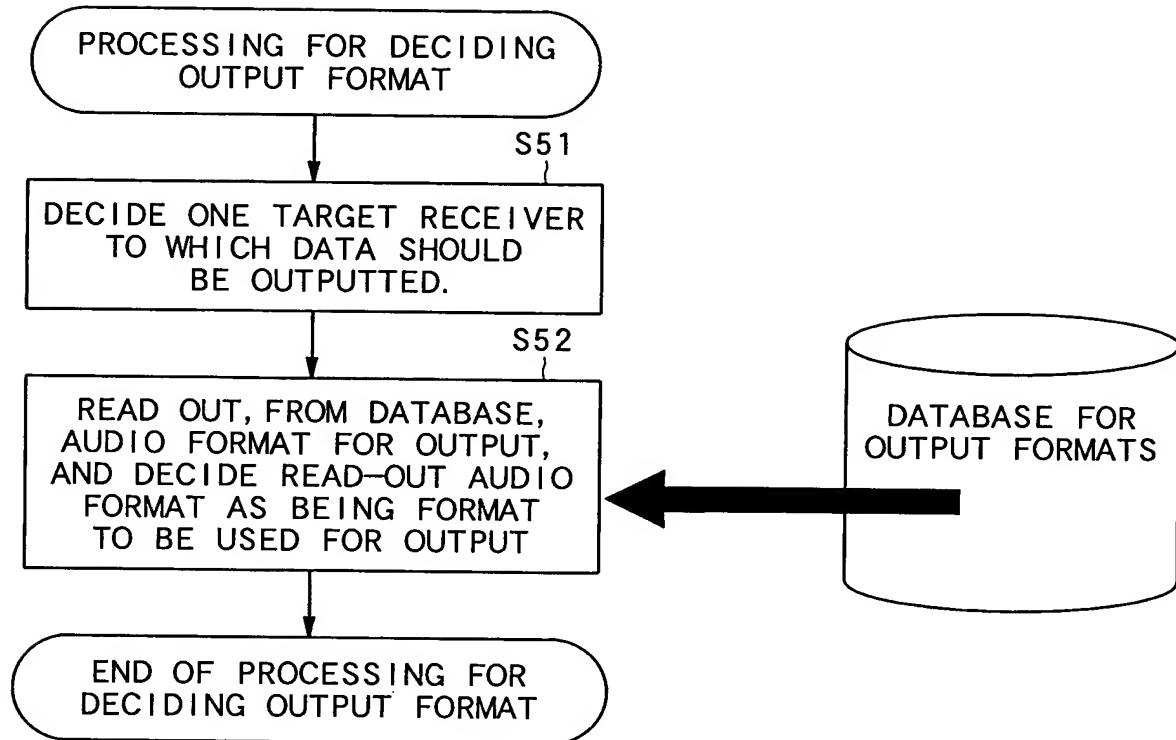 PROCESSING FOR DECIDING
OUTPUT FORMAT
S51
DECIDE ONE TARGET RECEIVER
TO WHICH DATA SHOULD
BE OUTPUTTED.
S52
READ OUT, FROM DATABASE,
AUDIO FORMAT FOR OUTPUT,
AND DECIDE READ-OUT AUDIO
FORMAT AS BEING FORMAT
TO BE USED FOR OUTPUT
DATABASE FOR
OUTPUT FORMATS
END OF PROCESSING FOR
DECIDING OUTPUT FORMAT